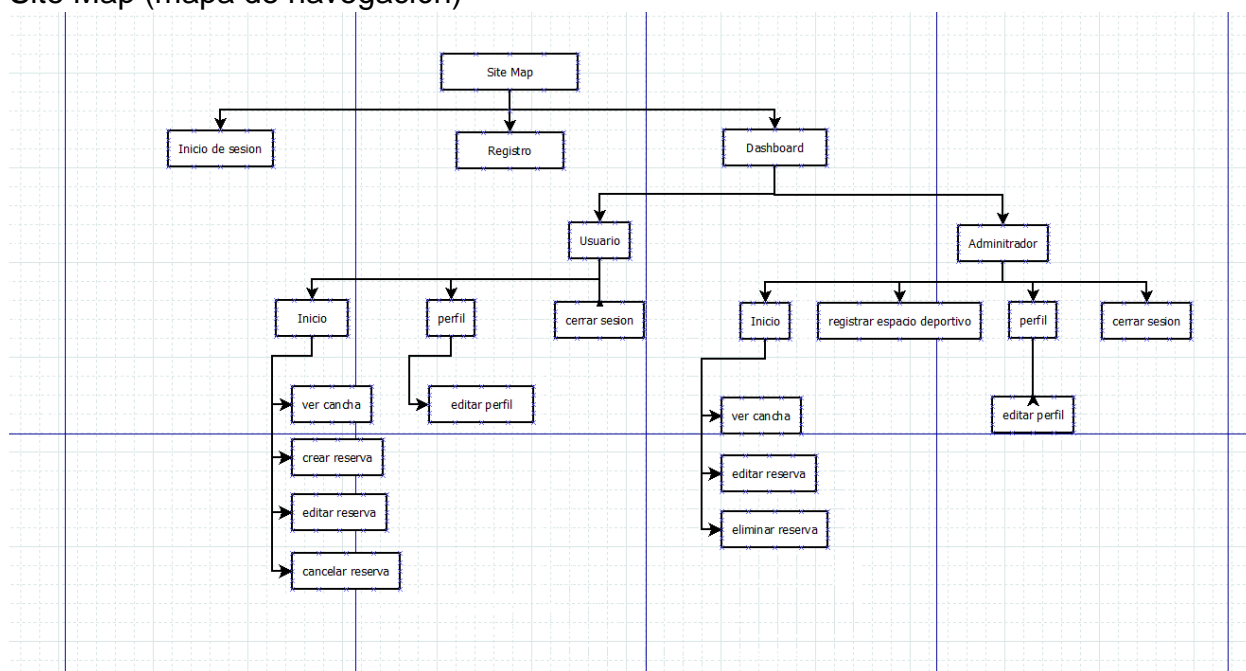 Site Map (mapa de navegación)
Site Map
Inicio de sesion
Registro
Dashboard
Usuario
Adminitrador
Inicio
perfil
cerrar sesion
Inicio
registrar espacio deportivo
perfil
cerrar sesion
ver cancha
editar perfil
crear reserva
editar reserva
cancelar reserva
ver cancha
editar perfil
editar reserva
eliminar reserva